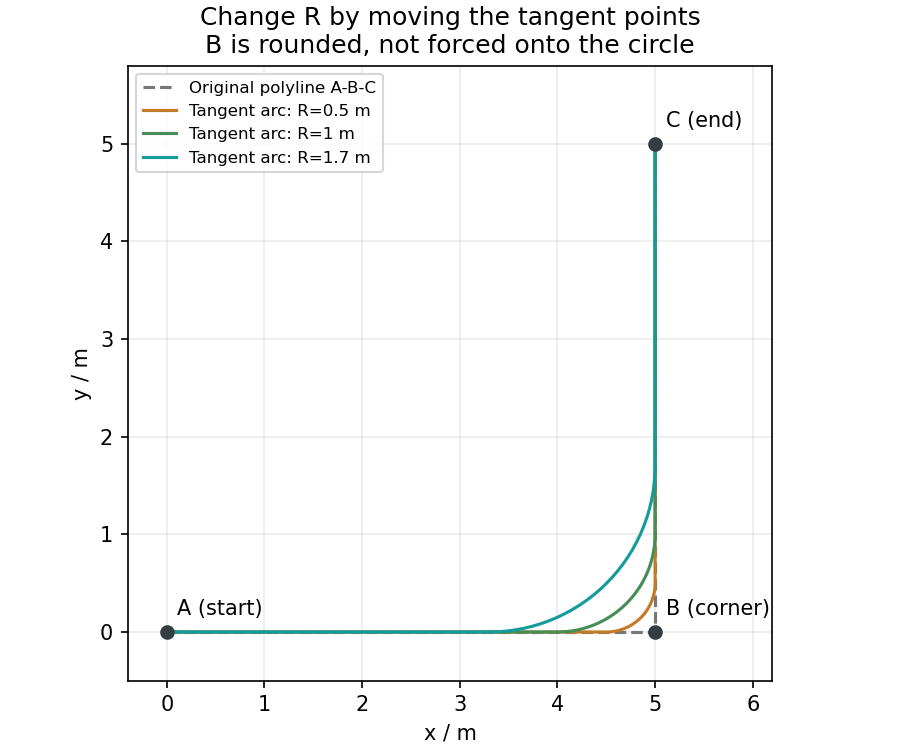 Change R by moving the tangent points
B is rounded, not forced onto the circle
Original polyline A-B-C
Tangent arc: R=0.5 m
Tangent arc: R=1 m
Tangent arc: R=1.7 m
C (end)
A (start)
B (corner)
5
4
3
2
1
0
y / m
0 1 2 3 4 5 6
x / m